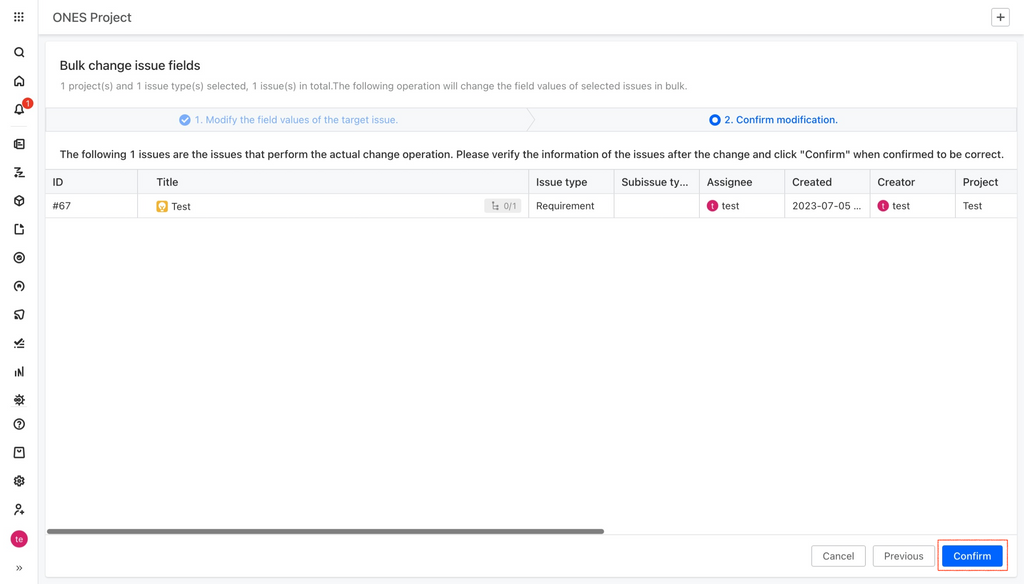 ONES Project
1
Bulk change issue fields
1 project(s) and 1 issue type(s) selected, 1 issue(s) in total.The following operation will change the field values of selected issues in bulk.
1. Modify the field values of the target issue.
2. Confirm modification.
The following 1 issues are the issues that perform the actual change operation. Please verify the information of the issues after the change and click "Confirm" when confirmed to be correct.
ID Title Issue type Subissue ty... Assignee Created Creator Project
#67 Test 0/1 Requirement t test 2023-07-05 ... t test Test
te
Cancel Previous Confirm